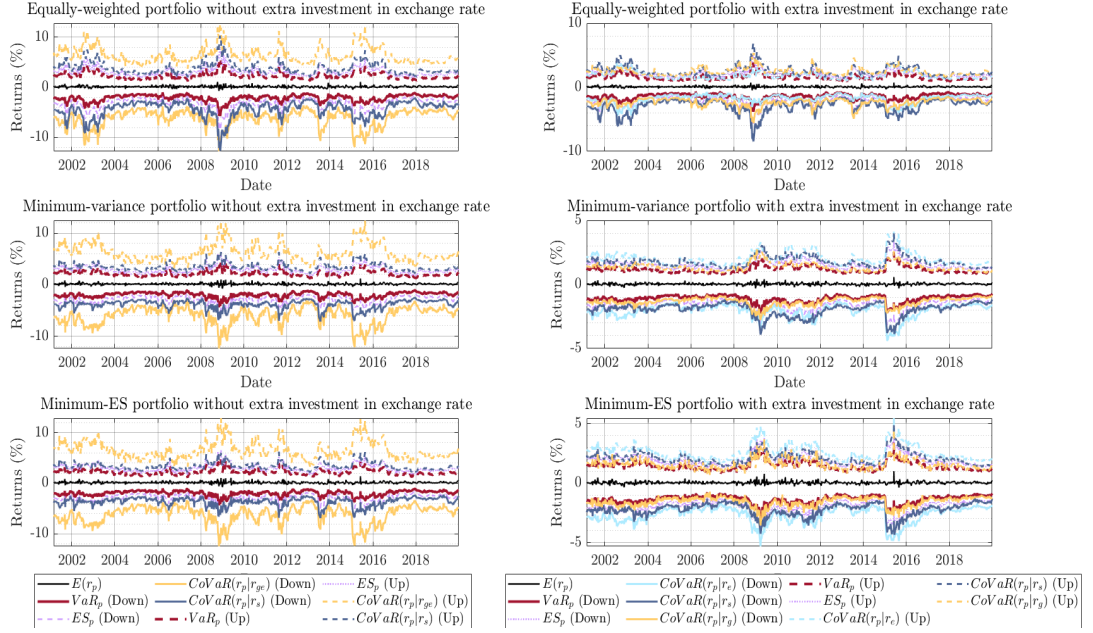 Equally-weighted portfolio without extra investment in exchange rate
Returns (%)
10
0
-10
2002 2004 2006 2008 2010 2012 2014 2016 2018
Date
Equally-weighted portfolio with extra investment in exchange rate
Returns (%)
10
0
-10
2002 2004 2006 2008 2010 2012 2014 2016 2018
Date
Minimum-variance portfolio without extra investment in exchange rate
Returns (%)
10
0
-10
2002 2004 2006 2008 2010 2012 2014 2016 2018
Date
Minimum-variance portfolio with extra investment in exchange rate
Returns (%)
5
0
-5
2002 2004 2006 2008 2010 2012 2014 2016 2018
Date
Minimum-ES portfolio without extra investment in exchange rate
Returns (%)
10
0
-10
2002 2004 2006 2008 2010 2012 2014 2016 2018
Minimum-ES portfolio with extra investment in exchange rate
Returns (%)
5
0
-5
2002 2004 2006 2008 2010 2012 2014 2016 2018
E(r_p) CoVaR(r_p|r_ge) (Down) ES_p (Up)
VaR_p (Down) CoVaR(r_p|r_s) (Down) CoVaR(r_p|r_ge) (Up)
ES_p (Down) VaR_p (Up) CoVaR(r_p|r_s) (Up)
E(r_p) CoVaR(r_p|r_e) (Down) VaR_p (Up) CoVaR(r_p|r_s) (Up)
VaR_p (Down) CoVaR(r_p|r_s) (Down) ES_p (Up) CoVaR(r_p|r_g) (Up)
ES_p (Down) CoVaR(r_p|r_g) (Down) CoVaR(r_p|r_e) (Up)